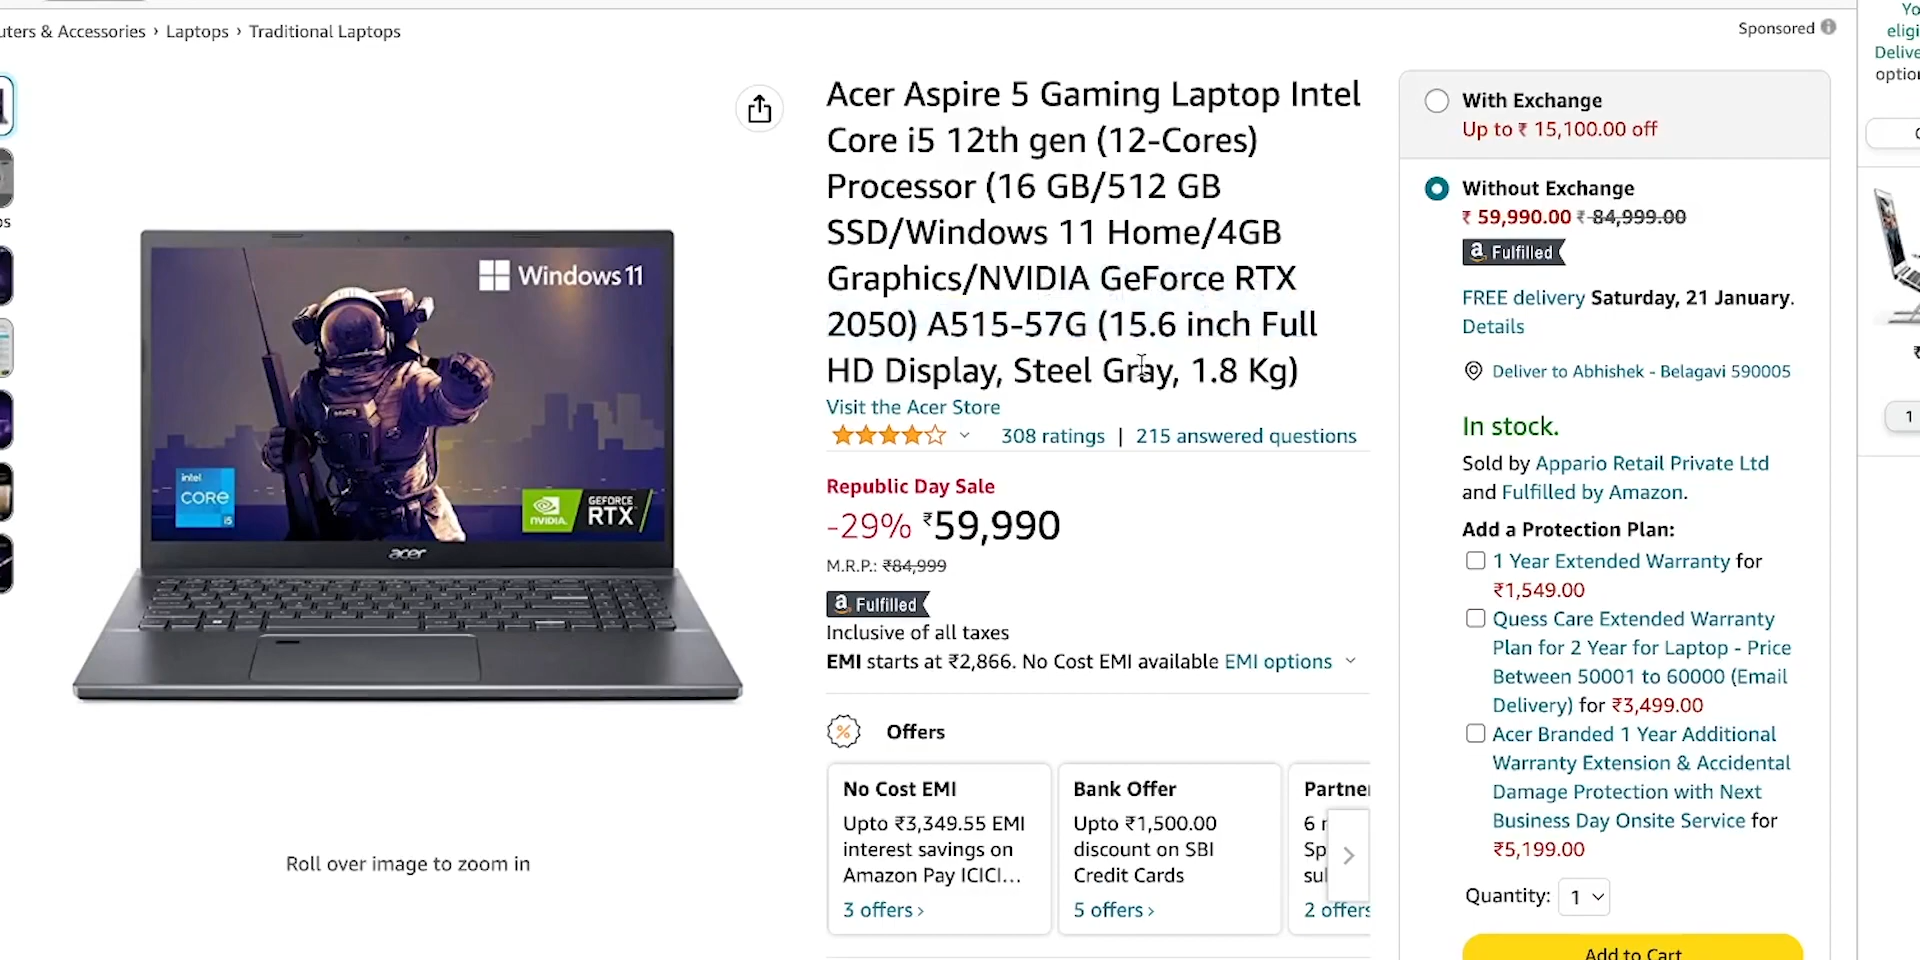 uters & Accessories › Laptops › Traditional Laptops
Sponsored
Windows 11
intel
CORE
i5
NVIDIA.
GEFORCE
RTX
acer
Roll over image to zoom in
Acer Aspire 5 Gaming Laptop Intel
Core i5 12th gen (12-Cores)
Processor (16 GB/512 GB
SSD/Windows 11 Home/4GB
Graphics/NVIDIA GeForce RTX
2050) A515-57G (15.6 inch Full
HD Display, Steel Gray, 1.8 Kg)
Visit the Acer Store
308 ratings | 215 answered questions
Republic Day Sale
-29% ₹59,990
M.R.P.: ₹84,999
a Fulfilled
Inclusive of all taxes
EMI starts at ₹2,866. No Cost EMI available EMI options
Offers
No Cost EMI
Upto ₹3,349.55 EMI
interest savings on
Amazon Pay ICICI...
3 offers ›
Bank Offer
Upto ₹1,500.00
discount on SBI
Credit Cards
5 offers ›
Partner
2 offers
With Exchange
Up to ₹ 15,100.00 off
Without Exchange
₹ 59,990.00 ₹ 84,999.00
a Fulfilled
FREE delivery Saturday, 21 January.
Details
Deliver to Abhishek - Belagavi 590005
In stock.
Sold by Appario Retail Private Ltd
and Fulfilled by Amazon.
Add a Protection Plan:
1 Year Extended Warranty for
₹1,549.00
Quess Care Extended Warranty
Plan for 2 Year for Laptop - Price
Between 50001 to 60000 (Email
Delivery) for ₹3,499.00
Acer Branded 1 Year Additional
Warranty Extension & Accidental
Damage Protection with Next
Business Day Onsite Service for
₹5,199.00
Quantity: 1
Add to Cart
Yo
eligi
Delive
option
₹
1